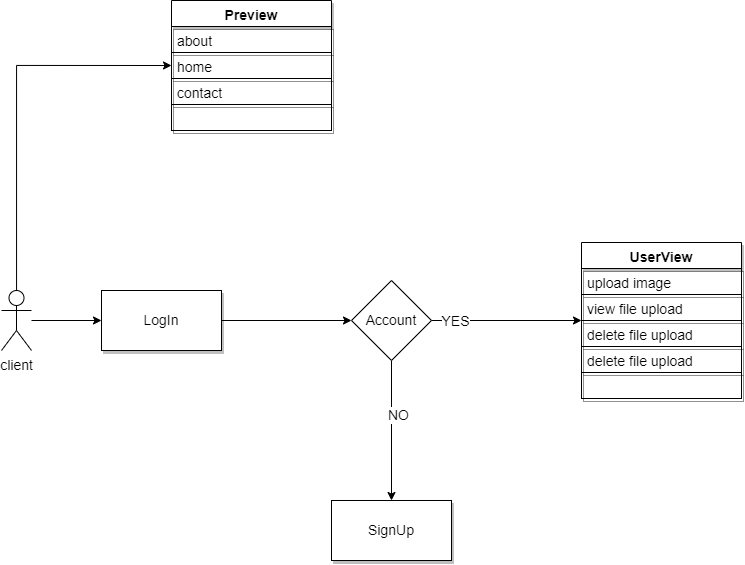 Preview
about
home
contact
client
LogIn
Account
YES
NO
SignUp
UserView
upload image
view file upload
delete file upload
delete file upload